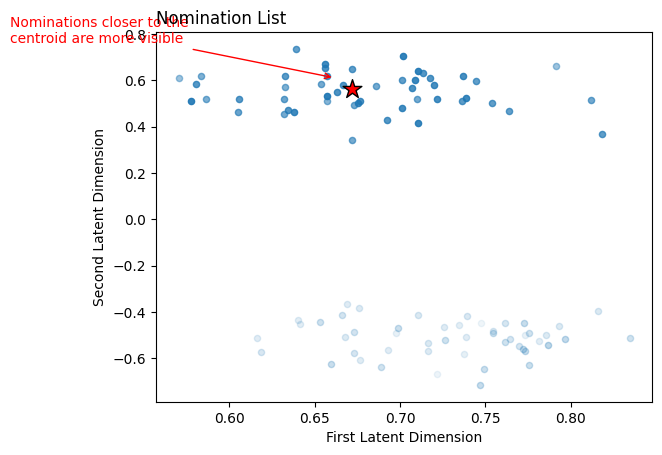 Nomination List
Nominations closer to the
centroid are more visible
0.8
0.6
0.4
0.2
0.0
−0.2
−0.4
−0.6
Second Latent Dimension
0.60 0.65 0.70 0.75 0.80
First Latent Dimension